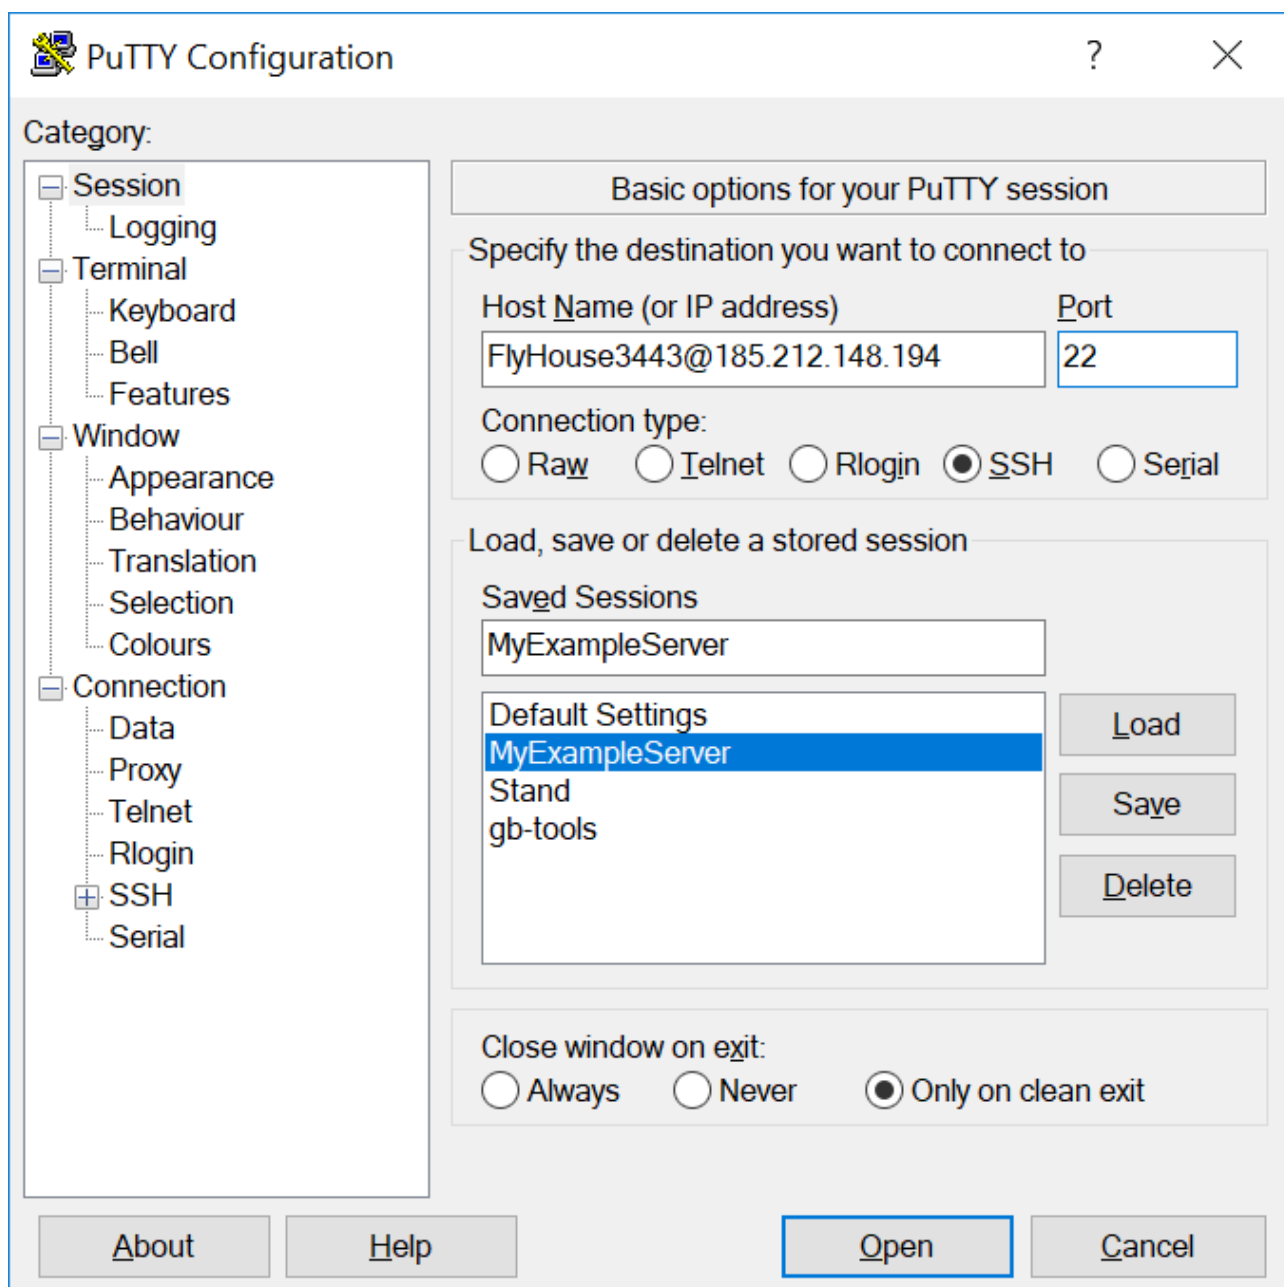 PuTTY Configuration
?
Category:
Session
Logging
Terminal
Keyboard
Bell
Features
Window
Appearance
Behaviour
Translation
Selection
Colours
Connection
Data
Proxy
Telnet
Rlogin
SSH
Serial
Basic options for your PuTTY session
Specify the destination you want to connect to
Host Name (or IP address) Port
FlyHouse3443@185.212.148.194 22
Connection type:
Raw Telnet Rlogin SSH Serial
Load, save or delete a stored session
Saved Sessions
MyExampleServer
Default Settings
MyExampleServer
Stand
gb-tools
Load
Save
Delete
Close window on exit:
Always Never Only on clean exit
About Help Open Cancel